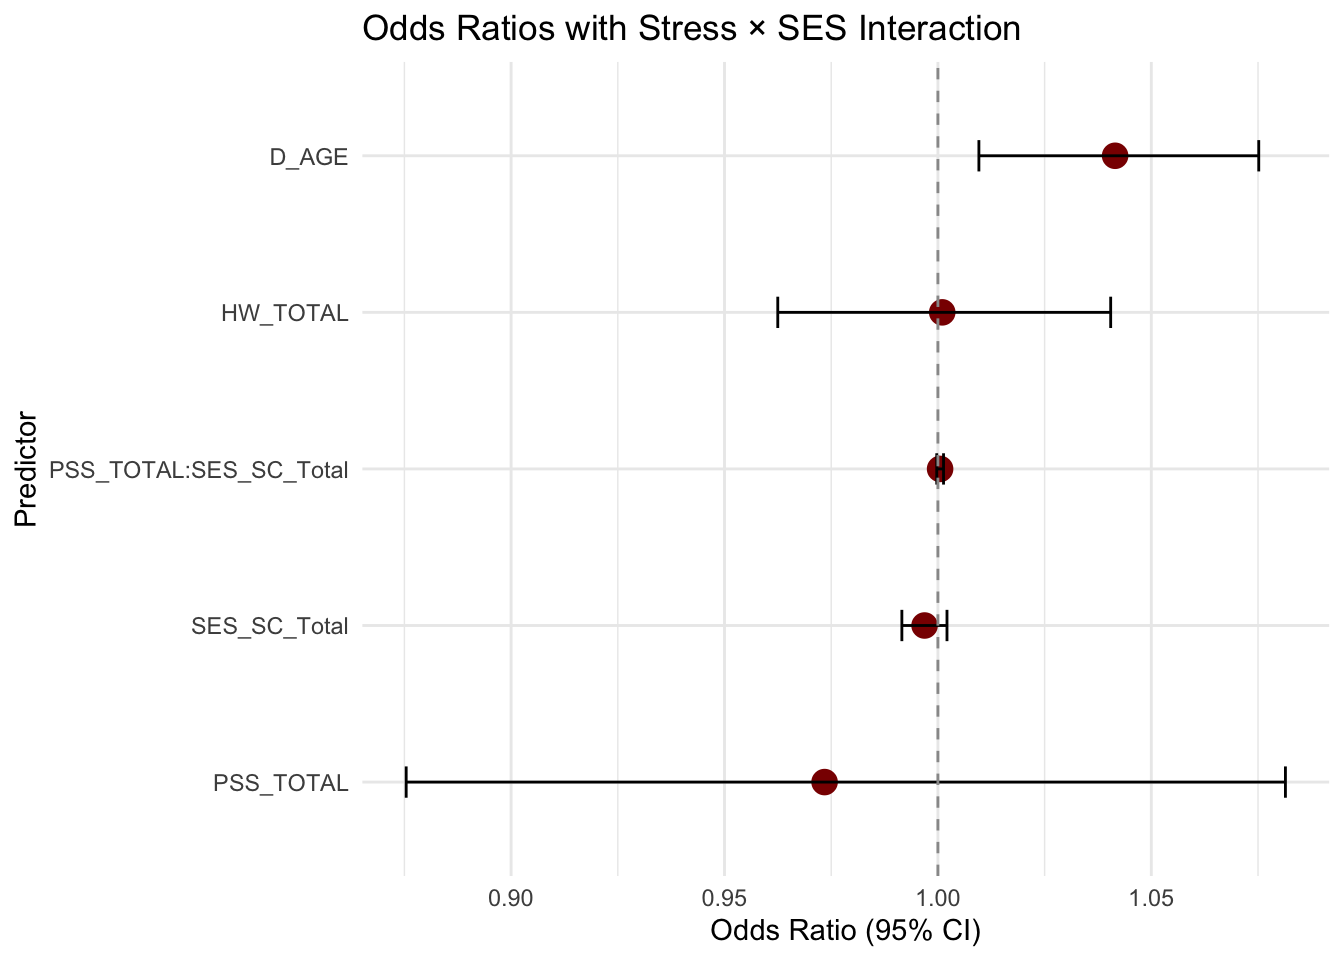 Odds Ratios with Stress × SES Interaction
D_AGE
HW_TOTAL
PSS_TOTAL:SES_SC_Total
SES_SC_Total
PSS_TOTAL
Predictor
0.90 0.95 1.00 1.05
Odds Ratio (95% CI)